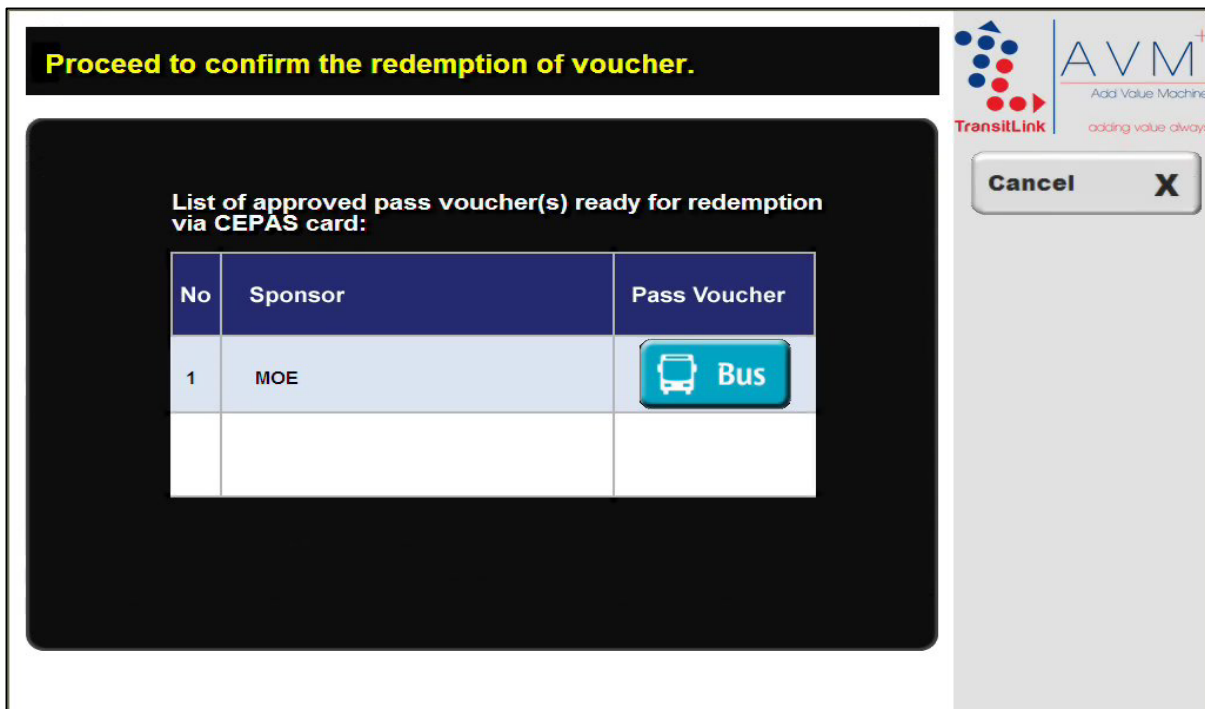 Proceed to confirm the redemption of voucher.
List of approved pass voucher(s) ready for redemption
via CEPAS card:
No Sponsor Pass Voucher
1 MOE Bus
TransitLink
AVM+
Add Value Machine
adding value always
Cancel X